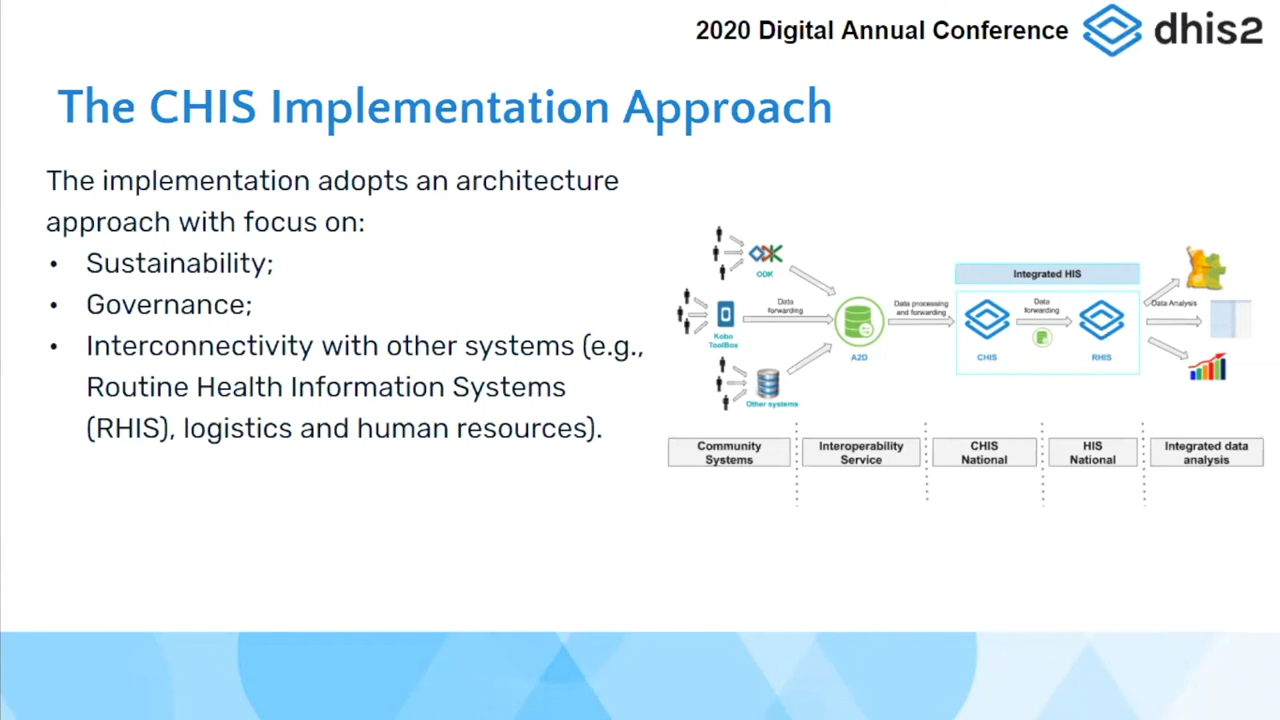 2020 Digital Annual Conference
dhis2
The CHIS Implementation Approach
The implementation adopts an architecture
approach with focus on:
• Sustainability;
• Governance;
• Interconnectivity with other systems (e.g.,
Routine Health Information Systems
(RHIS), logistics and human resources).
ODK
ODK
Kobo
ToolBox
Other systems
Data
forwarding
A2D
Data processing
and forwarding
Integrated HIS
CHIS
Data
forwarding
RHIS
Data Analysis
Community
Systems
Interoperability
Service
CHIS
National
HIS
National
Integrated data
analysis